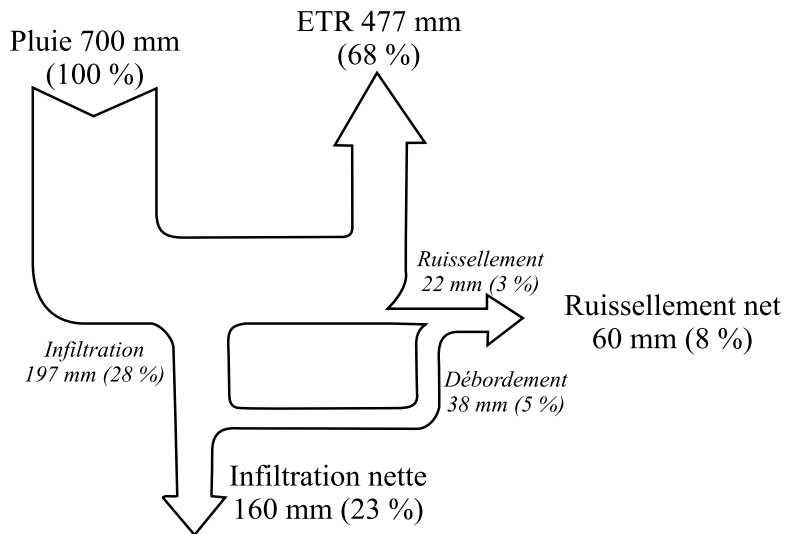 Pluie 700 mm
(100 %)
ETR 477 mm
(68 %)
Ruissellement
22 mm (3 %)
Ruissellement net
60 mm (8 %)
Infiltration
197 mm (28 %)
Débordement
38 mm (5 %)
Infiltration nette
160 mm (23 %)